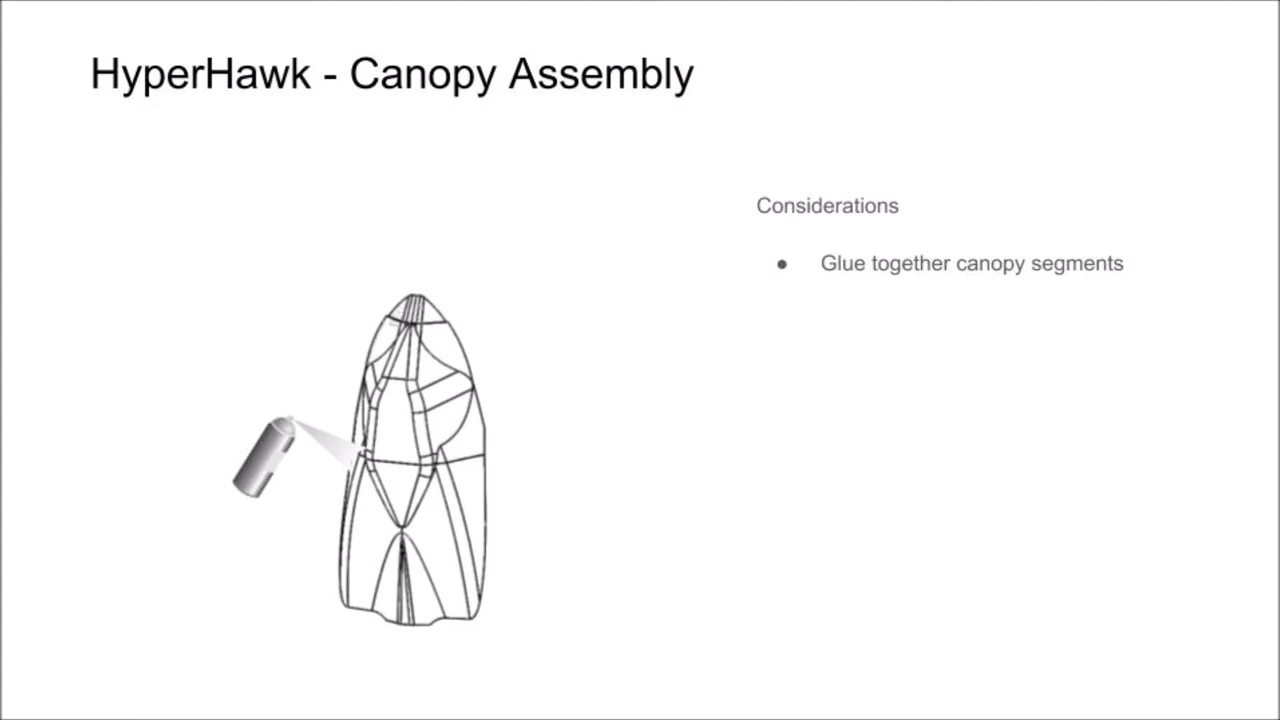 HyperHawk - Canopy Assembly
Considerations
● Glue together canopy segments